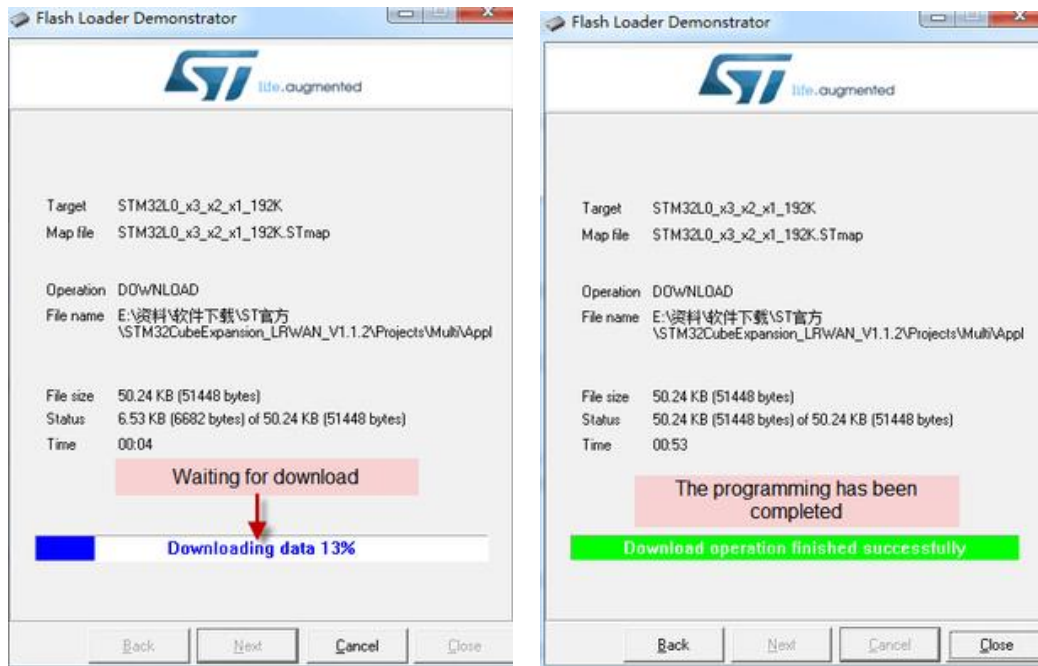 Flash Loader Demonstrator
ST life.augmented
Target STM32L0_x3_x2_x1_192K
Map file STM32L0_x3_x2_x1_192K.STmap
Operation DOWNLOAD
File name E:\资料\软件下载\ST官方
\STM32CubeExpansion_LRWAN_V1.1.2\Projects\Multi\Appl
File size 50.24 KB (51448 bytes)
Status 6.53 KB (6682 bytes) of 50.24 KB (51448 bytes)
Time 00:04
Waiting for download
Downloading data 13%
Back Next Cancel Close
Flash Loader Demonstrator
ST life.augmented
Target STM32L0_x3_x2_x1_192K
Map file STM32L0_x3_x2_x1_192K.STmap
Operation DOWNLOAD
File name E:\资料\软件下载\ST官方
\STM32CubeExpansion_LRWAN_V1.1.2\Projects\Multi\Appl
File size 50.24 KB (51448 bytes)
Status 50.24 KB (51448 bytes) of 50.24 KB (51448 bytes)
Time 00:53
The programming has been
completed
Download operation finished successfully
Back Next Cancel Close